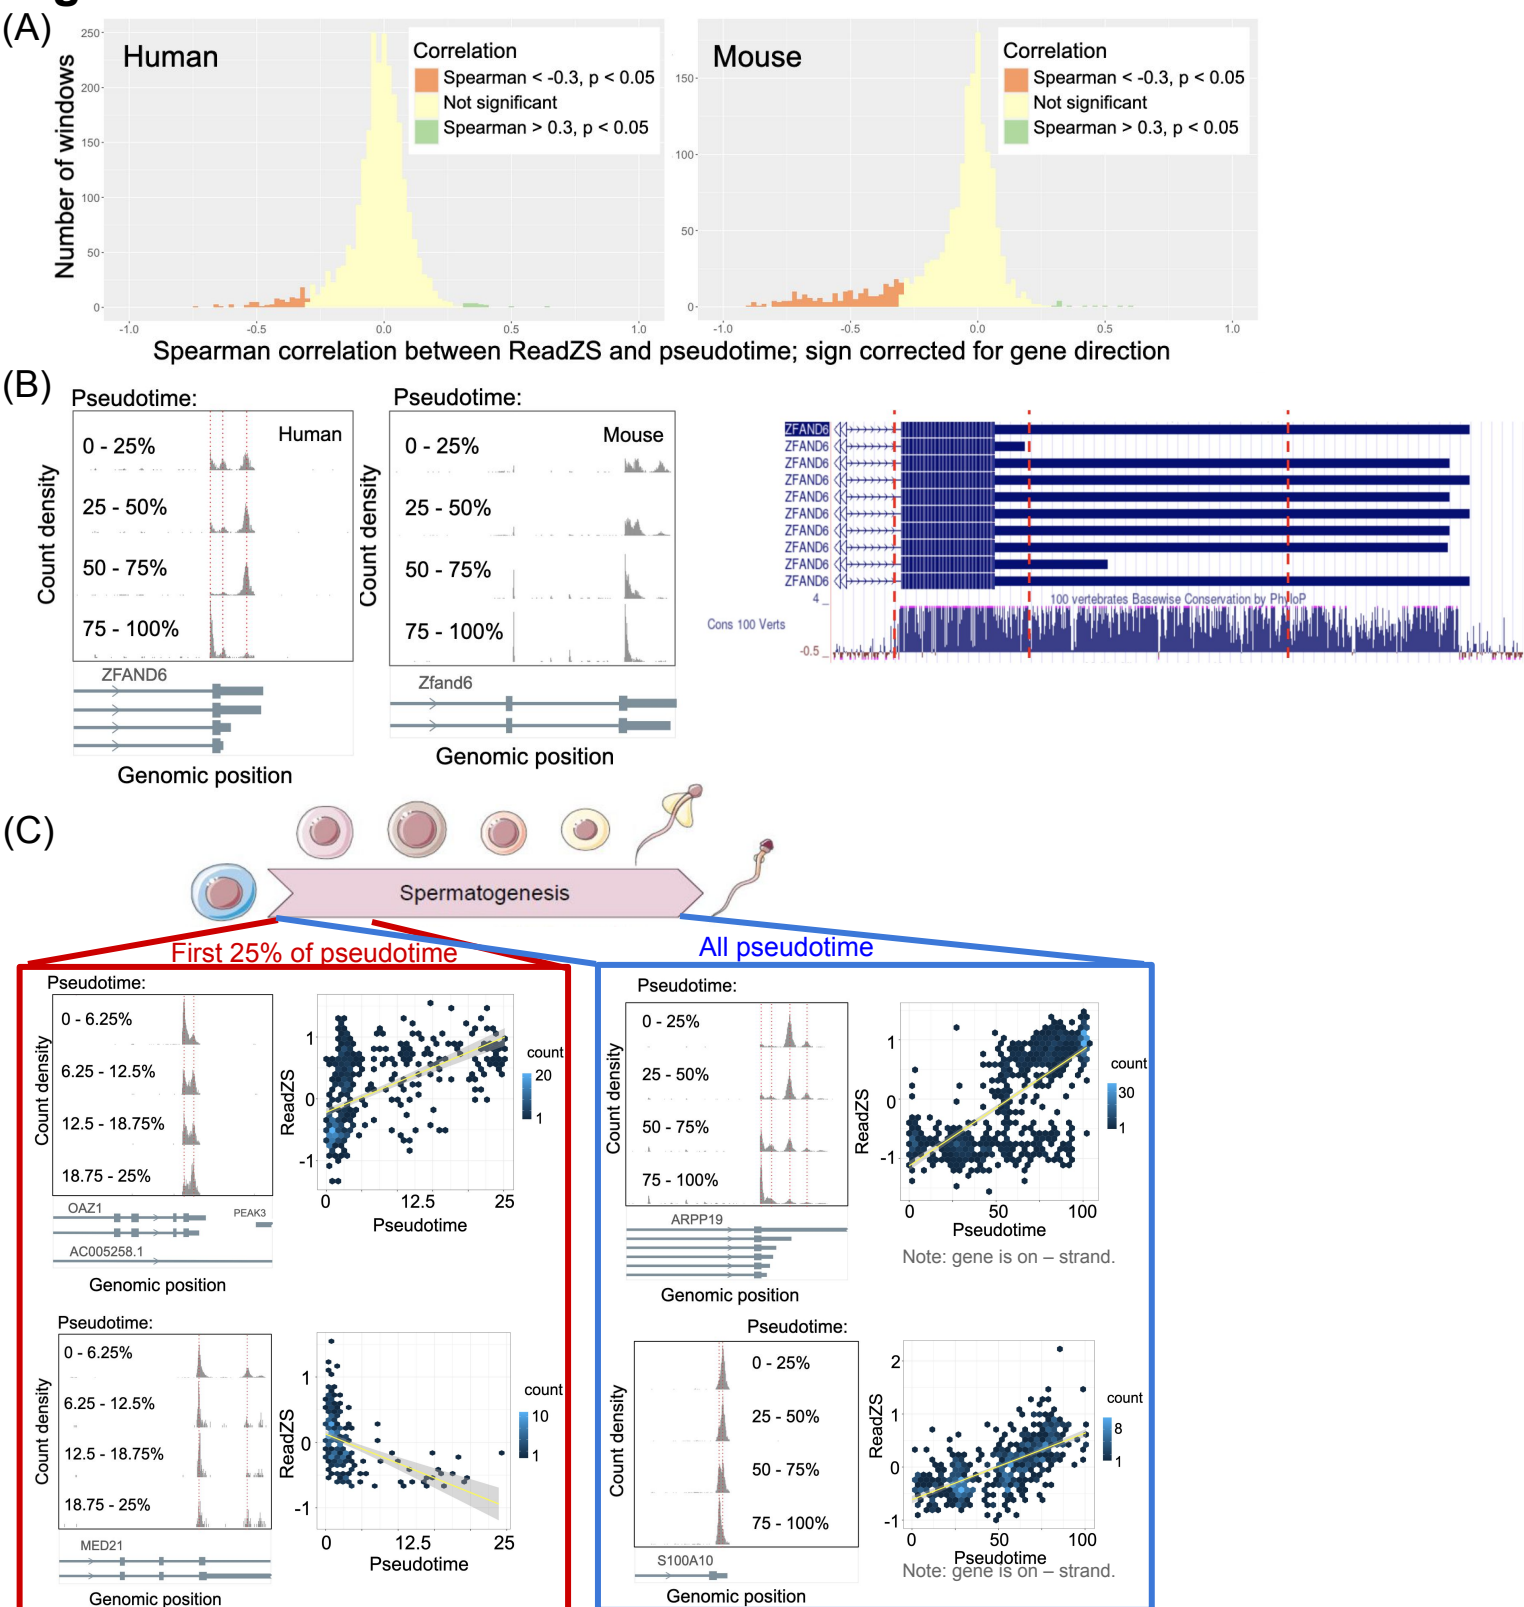 (A)
Human
Correlation
Spearman < -0.3, p < 0.05
Not significant
Spearman > 0.3, p < 0.05
Number of windows
250
200
150
100
50
0
-1.0
-0.5
0.0
0.5
1.0
Mouse
Correlation
Spearman < -0.3, p < 0.05
Not significant
Spearman > 0.3, p < 0.05
150
100
50
0
-1.0
-0.5
0.0
0.5
1.0
Spearman correlation between ReadZS and pseudotime; sign corrected for gene direction
(B)
Pseudotime:
Human
0 - 25%
25 - 50%
50 - 75%
75 - 100%
Count density
ZFAND6
Genomic position
Pseudotime:
Mouse
0 - 25%
25 - 50%
50 - 75%
75 - 100%
Count density
Zfand6
Genomic position
ZFAND6
ZFAND6
ZFAND6
ZFAND6
ZFAND6
ZFAND6
ZFAND6
ZFAND6
ZFAND6
ZFAND6
4
100 vertebrates Basewise Conservation by PhyloP
Cons 100 Verts
-0.5
(C)
Spermatogenesis
First 25% of pseudotime
All pseudotime
Pseudotime:
0 - 6.25%
6.25 - 12.5%
12.5 - 18.75%
18.75 - 25%
Count density
OAZ1
PEAK3
AC005258.1
Genomic position
ReadZS
1
0
-1
0
12.5
25
Pseudotime
count
20
1
Pseudotime:
0 - 6.25%
6.25 - 12.5%
12.5 - 18.75%
18.75 - 25%
Count density
MED21
Genomic position
ReadZS
1
0
-1
0
12.5
25
Pseudotime
count
10
1
Pseudotime:
0 - 25%
25 - 50%
50 - 75%
75 - 100%
Count density
ARPP19
Genomic position
ReadZS
1
0
-1
0
50
100
Pseudotime
Note: gene is on – strand.
count
30
1
Pseudotime:
0 - 25%
25 - 50%
50 - 75%
75 - 100%
Count density
S100A10
Genomic position
ReadZS
2
1
0
-1
0
50
100
Pseudotime
Note: gene is on – strand.
count
8
1